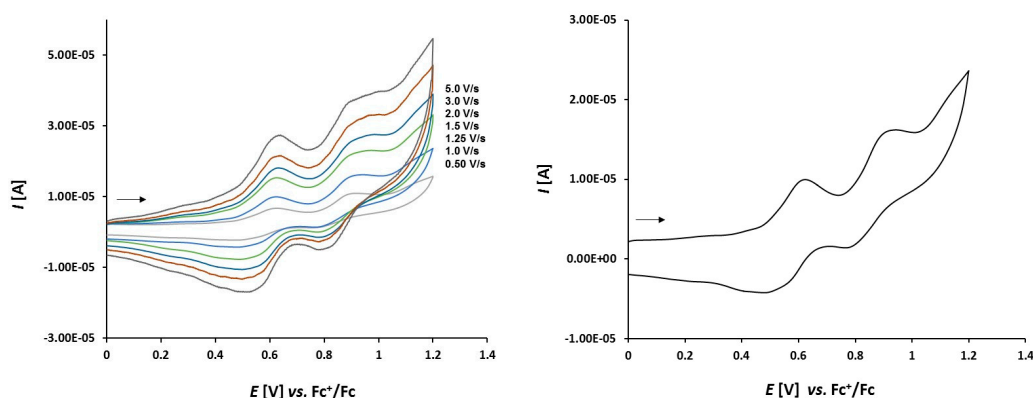 5.00E-05
3.00E-05
1.00E-05
-1.00E-05
-3.00E-05
I [A]
5.0 V/s
3.0 V/s
2.0 V/s
1.5 V/s
1.25 V/s
1.0 V/s
0.50 V/s
0 0.2 0.4 0.6 0.8 1 1.2 1.4
E [V] vs. Fc⁺/Fc
3.00E-05
2.00E-05
1.00E-05
0.00E+00
-1.00E-05
I [A]
0 0.2 0.4 0.6 0.8 1 1.2 1.4
E [V] vs. Fc⁺/Fc